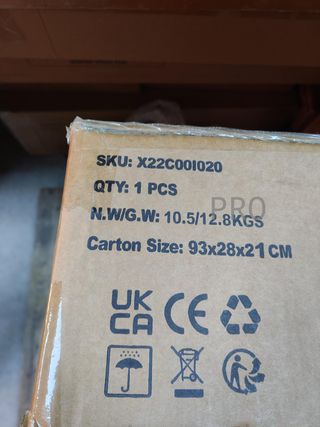 SKU: X22C00I020
QTY: 1 PCS
PRO
N.W/G.W: 10.5/12.8KGS
Carton Size: 93x28x21CM
UK
CA CE